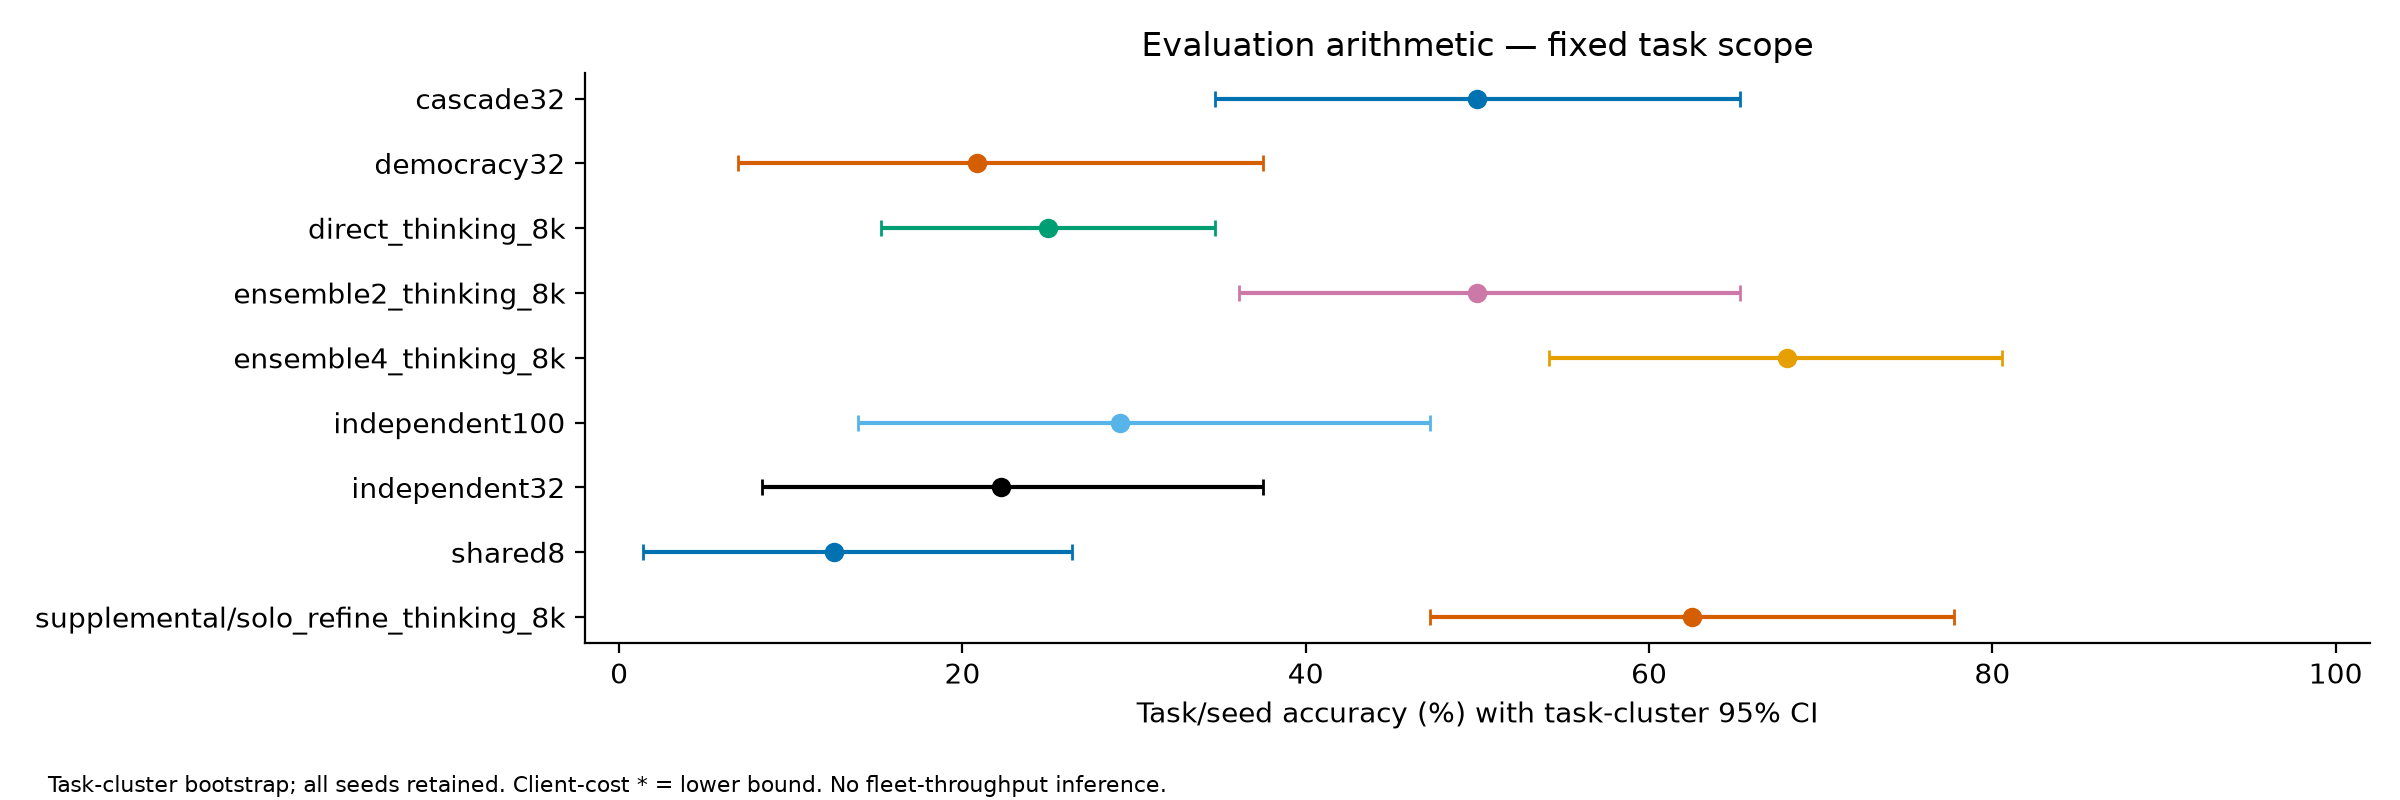 Evaluation arithmetic — fixed task scope
cascade32
democracy32
direct_thinking_8k
ensemble2_thinking_8k
ensemble4_thinking_8k
independent100
independent32
shared8
supplemental/solo_refine_thinking_8k
0 20 40 60 80 100
Task/seed accuracy (%) with task-cluster 95% CI
Task-cluster bootstrap; all seeds retained. Client-cost * = lower bound. No fleet-throughput inference.